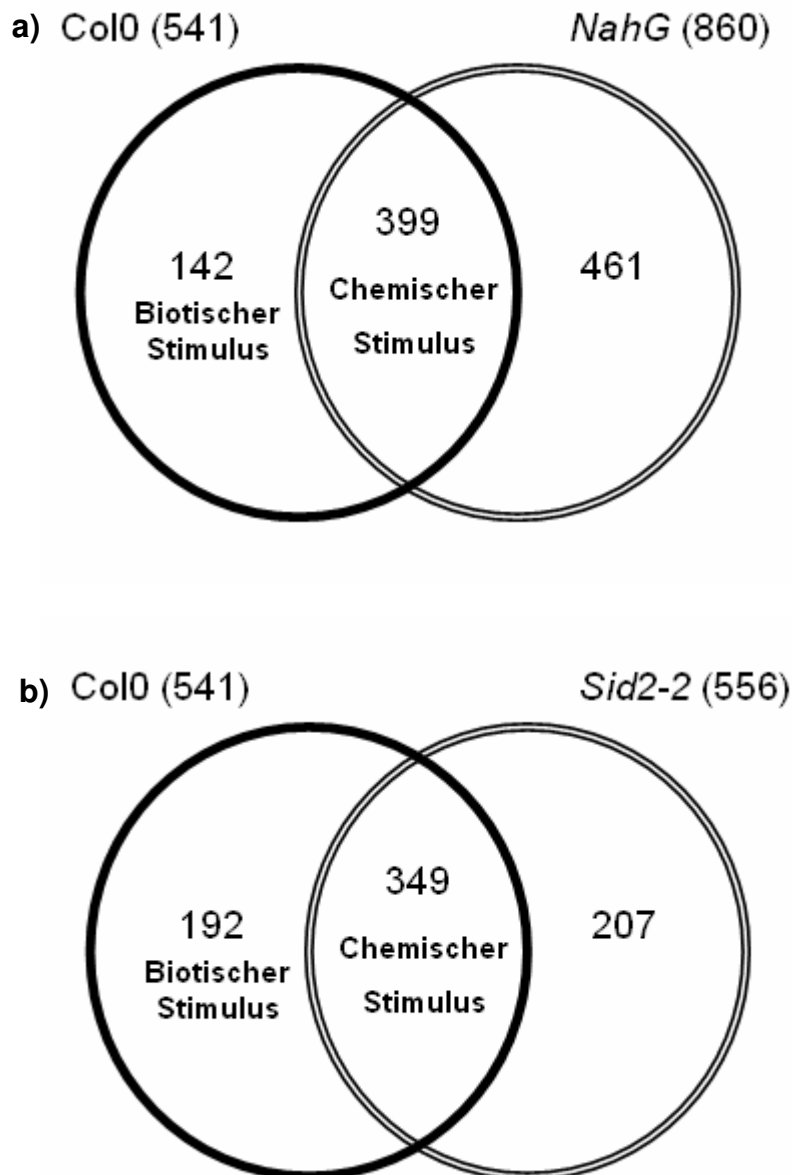 a) Col0 (541) NahG (860)
399
142 461
Chemischer
Biotischer
Stimulus
Stimulus
b) Col0 (541) Sid2-2 (556)
349
192 207
Chemischer
Biotischer
Stimulus
Stimulus